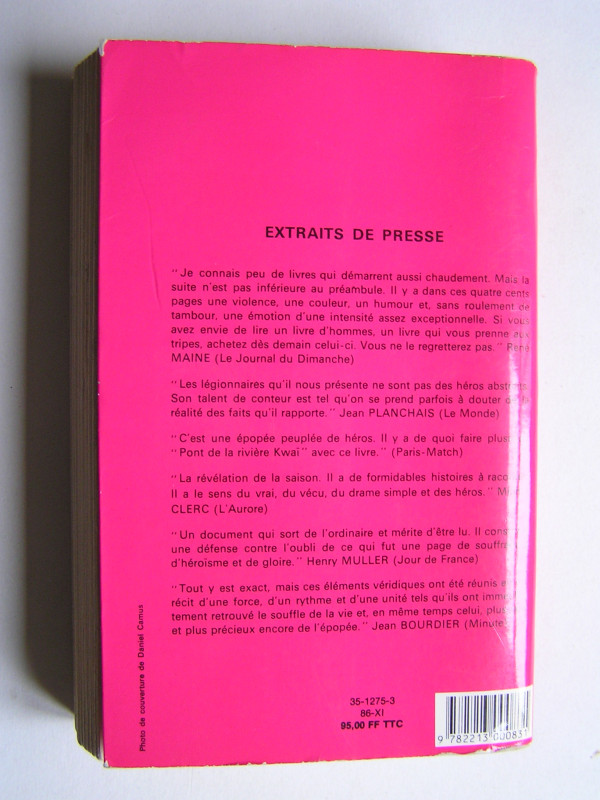 EXTRAITS DE PRESSE
"Je connais peu de livres qui démarrent aussi chaudement. Mais la
suite n'est pas inférieure au préambule. Il y a dans ces quatre cents
pages une violence, une couleur, un humour et, sans roulement de
tambour, une émotion d'une intensité assez exceptionnelle. Si vous
avez envie de lire un livre d'hommes, un livre qui vous prenne aux
tripes, achetez dès demain celui-ci. Vous ne le regretterez pas." René
MAINE (Le Journal du Dimanche)
"Les légionnaires qu'il nous présente ne sont pas des héros abstraits.
Son talent de conteur est tel qu'on se prend parfois à douter de la
réalité des faits qu'il rapporte." Jean PLANCHAIS (Le Monde)
"C'est une épopée peuplée de héros. Il y a de quoi faire
"Pont de la rivière Kwaï" avec ce livre." (Paris-Match)
"La révélation de la saison. Il a de formidables histoires à
Il a le sens du vrai, du vécu, du drame simple et des héros."
CLERC (L'Aurore)
"Un document qui sort de l'ordinaire et mérite d'être lu. Il
une défense contre l'oubli de ce qui fut une page de
d'héroïsme et de gloire." Henry MULLER (Jour de France)
"Tout y est exact, mais ces éléments véridiques ont été réunis
récit d'une force, d'un rythme et d'une unité tels qu'ils ont
tement retrouvé le souffle de la vie et, en même temps celui,
et plus précieux encore de l'épopée." Jean BOURDIER (Minute)
Photo de couverture de Daniel Camus
35-1275-3
86-XI
95,00 FF TTC
9 782213 000831